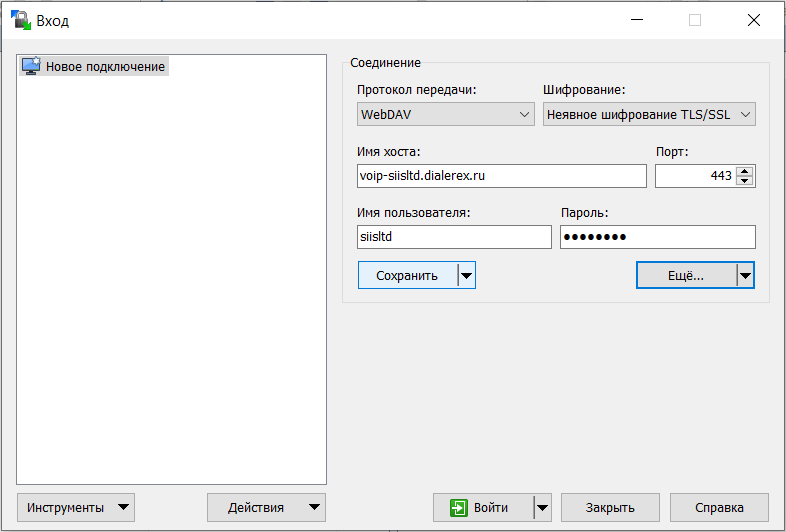 Вход
Новое подключение
Соединение
Протокол передачи: Шифрование:
WebDAV Неявное шифрование TLS/SSL
Имя хоста: Порт:
voip-siisltd.dialerex.ru 443
Имя пользователя: Пароль:
siisltd ●●●●●●●●
Сохранить Ещё...
Инструменты Действия Войти Закрыть Справка